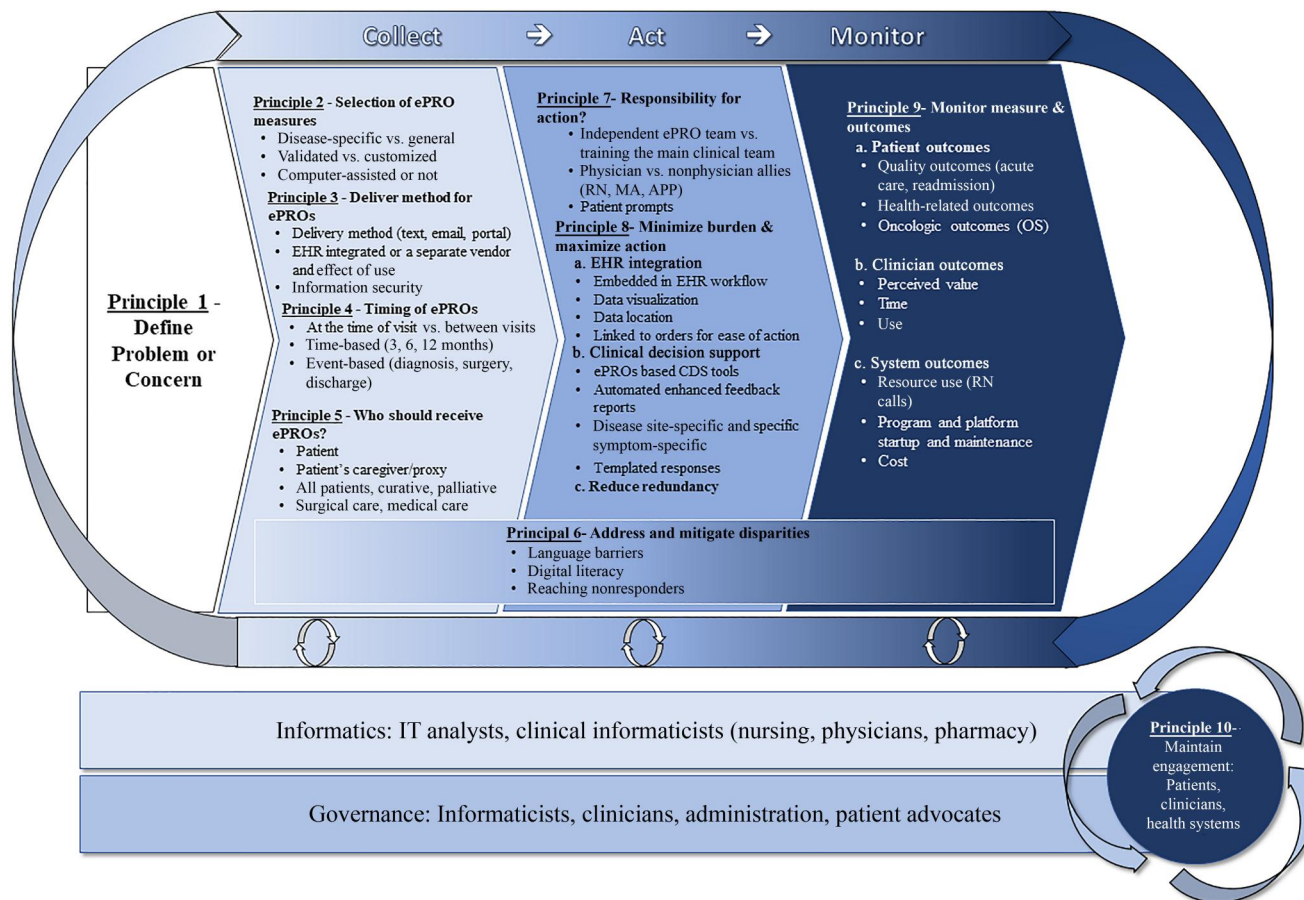 Collect
Act
Monitor
Principle 1 -
Define
Problem or
Concern
Principle 2 - Selection of ePRO
measures
• Disease-specific vs. general
• Validated vs. customized
• Computer-assisted or not
Principle 3 - Deliver method for
ePROs
• Delivery method (text, email, portal)
• EHR integrated or a separate vendor
and effect of use
• Information security
Principle 4 - Timing of ePROs
• At the time of visit vs. between visits
• Time-based (3, 6, 12 months)
• Event-based (diagnosis, surgery,
discharge)
Principle 5 - Who should receive
ePROs?
• Patient
• Patient's caregiver/proxy
• All patients, curative, palliative
• Surgical care, medical care
Principle 7- Responsibility for
action?
• Independent ePRO team vs.
training the main clinical team
• Physician vs. nonphysician allies
(RN, MA, APP)
• Patient prompts
Principle 8- Minimize burden &
maximize action
a. EHR integration
• Embedded in EHR workflow
• Data visualization
• Data location
• Linked to orders for ease of action
b. Clinical decision support
• ePROs based CDS tools
• Automated enhanced feedback
reports
• Disease site-specific and specific
symptom-specific
• Templated responses
c. Reduce redundancy
Principle 9- Monitor measure &
outcomes
a. Patient outcomes
• Quality outcomes (acute
care, readmission)
• Health-related outcomes
• Oncologic outcomes (OS)
b. Clinician outcomes
• Perceived value
• Time
• Use
c. System outcomes
• Resource use (RN
calls)
• Program and platform
startup and maintenance
• Cost
Principal 6- Address and mitigate disparities
• Language barriers
• Digital literacy
• Reaching nonresponders
Informatics: IT analysts, clinical informaticists (nursing, physicians, pharmacy)
Governance: Informaticists, clinicians, administration, patient advocates
Principle 10-
Maintain
engagement:
Patients,
clinicians,
health systems